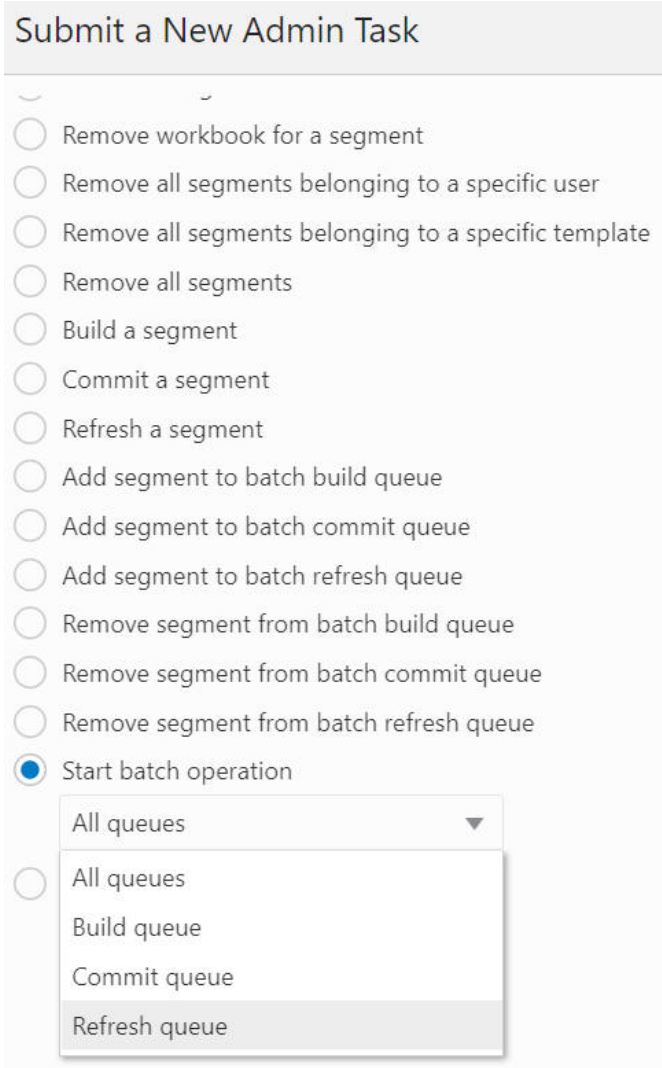 Submit a New Admin Task
Remove workbook for a segment
Remove all segments belonging to a specific user
Remove all segments belonging to a specific template
Remove all segments
Build a segment
Commit a segment
Refresh a segment
Add segment to batch build queue
Add segment to batch commit queue
Add segment to batch refresh queue
Remove segment from batch build queue
Remove segment from batch commit queue
Remove segment from batch refresh queue
Start batch operation
All queues
All queues
Build queue
Commit queue
Refresh queue